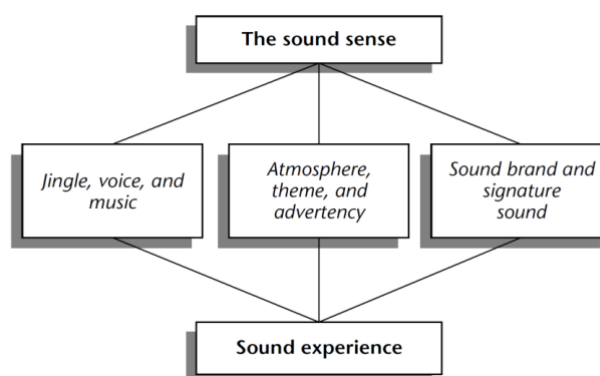 The sound sense
Jingle, voice, and
music
Atmosphere,
theme, and
advertency
Sound brand and
signature
sound
Sound experience